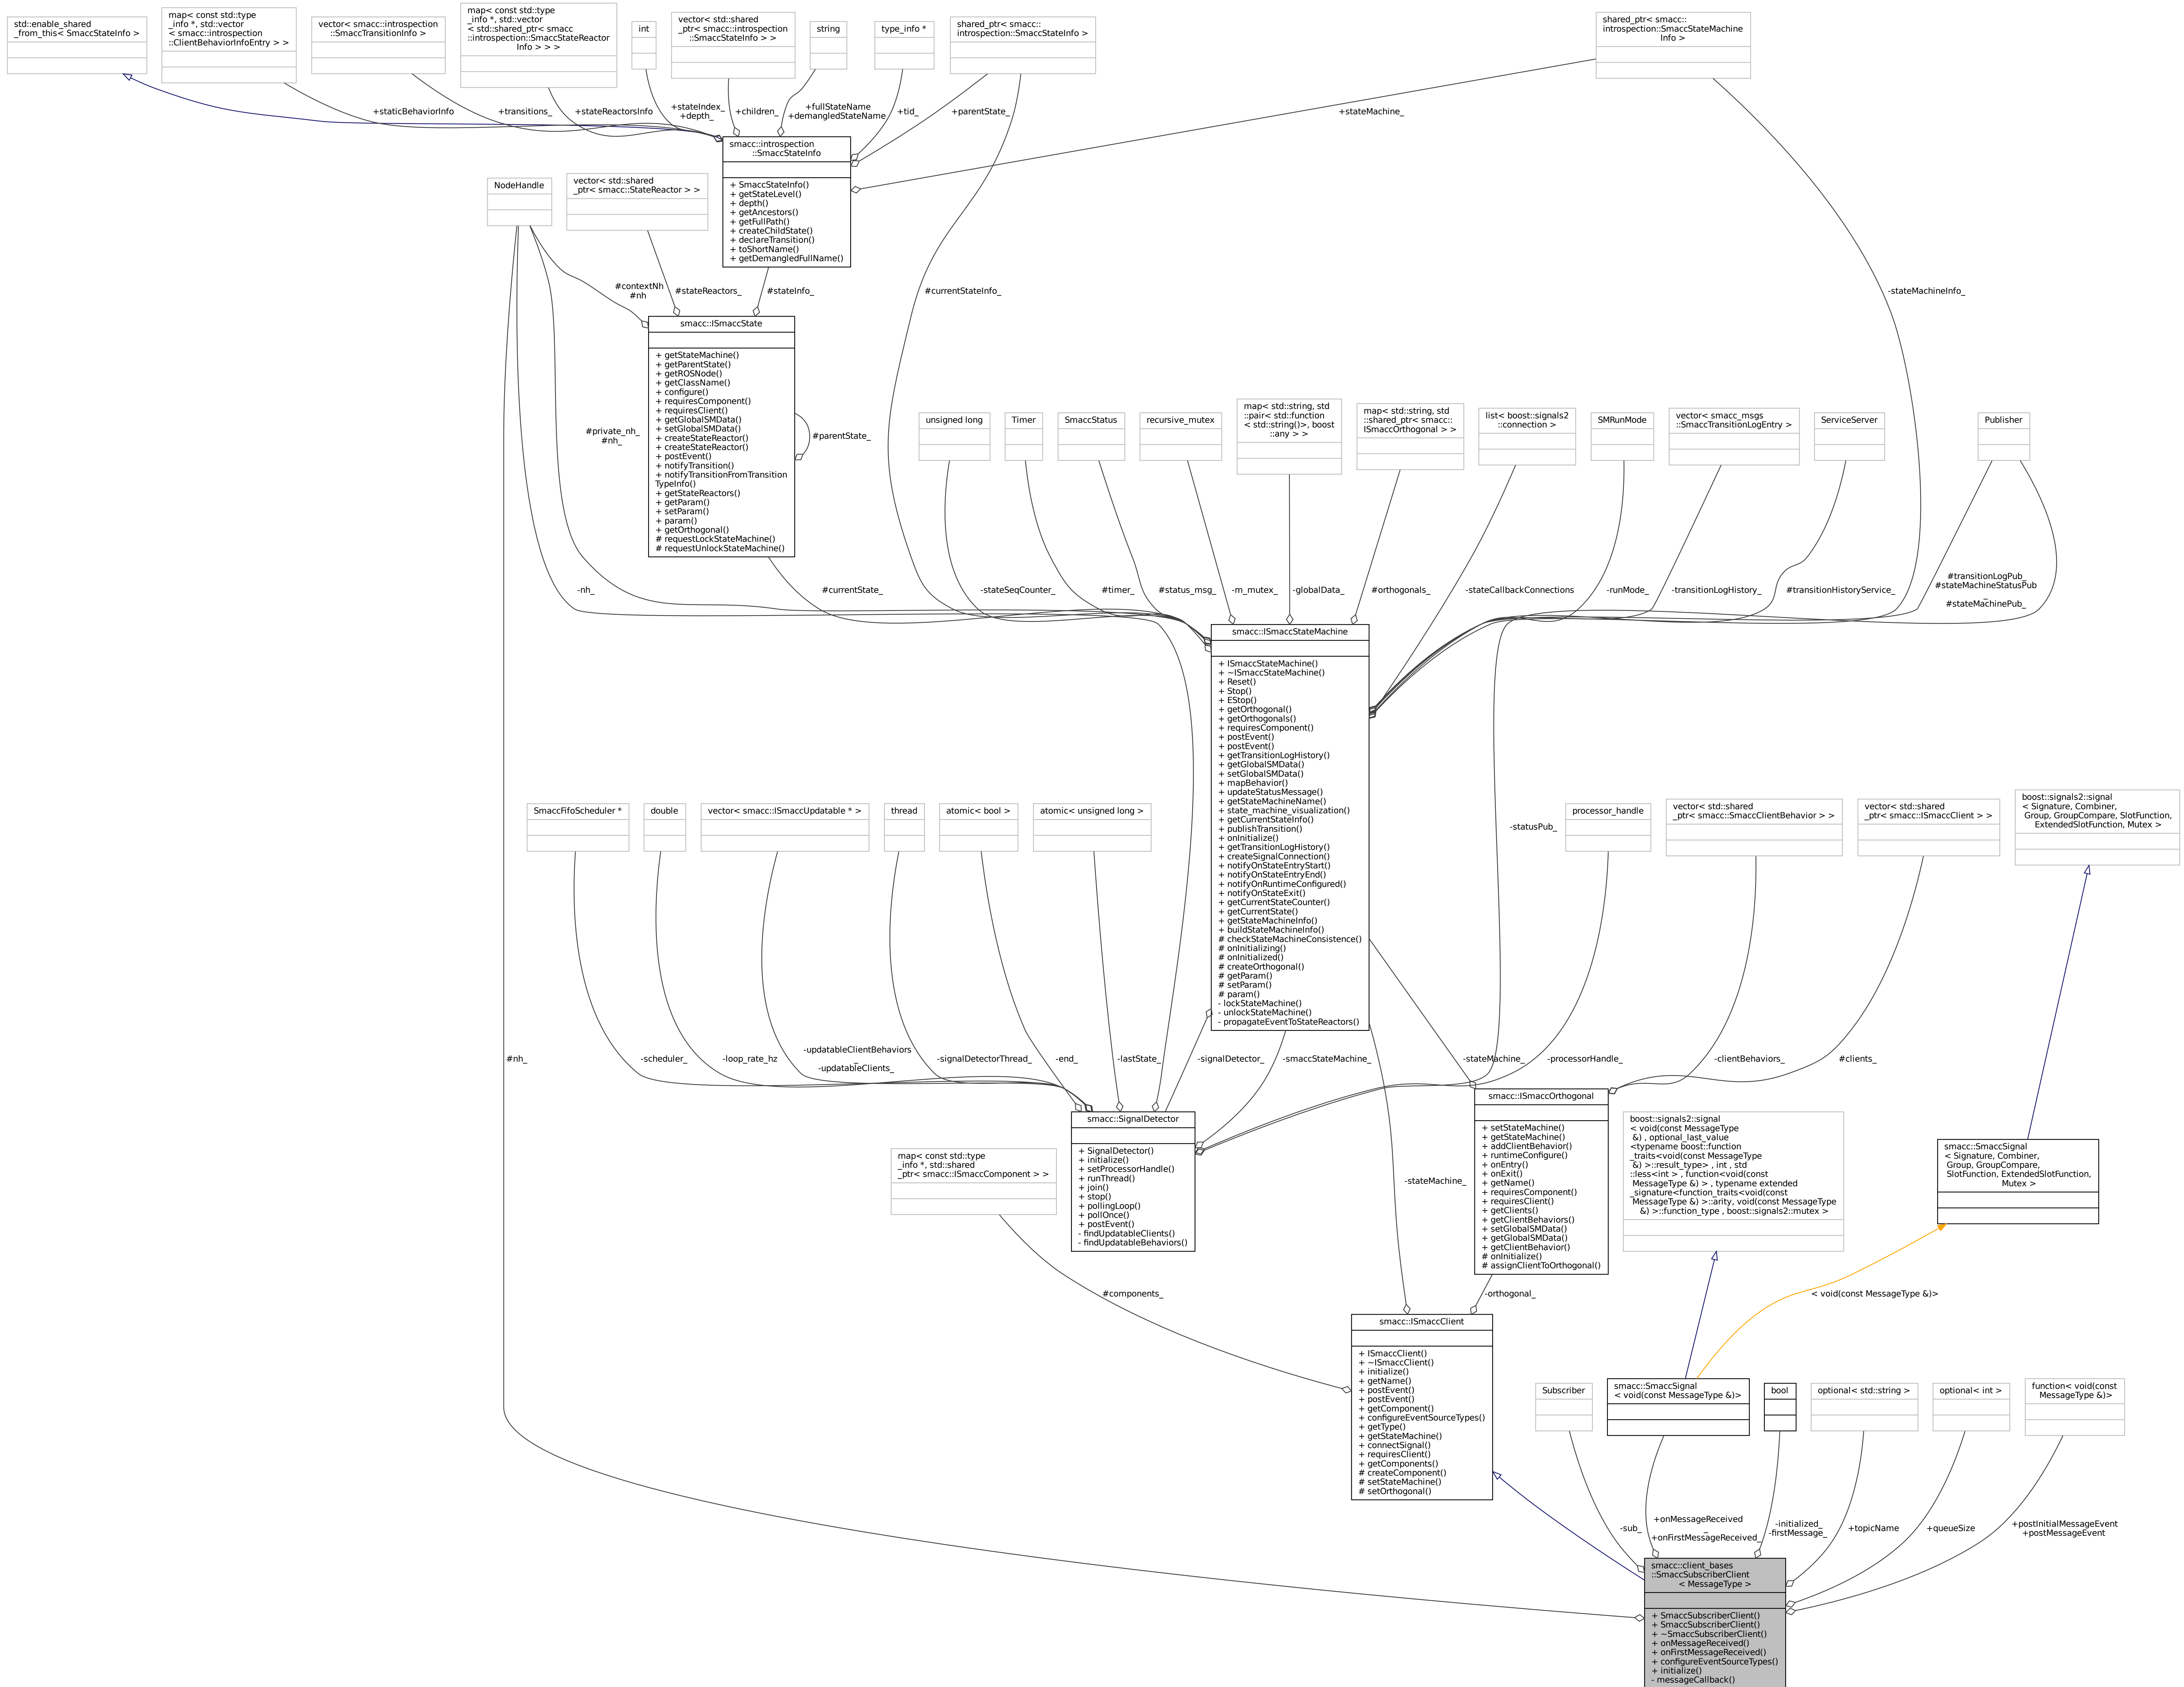 std::enable_shared
_from_this< SmaccStateInfo >
map< const std::type
_info *, std::vector
< smacc::introspection
::ClientBehaviorInfoEntry > >
vector< smacc::introspection
::SmaccTransitionInfo >
map< const std::type
_info *, std::vector
< std::shared_ptr< smacc
::introspection::SmaccStateReactor
Info > > >
int
vector< std::shared
_ptr< smacc::introspection
::SmaccStateInfo > >
string
type_info *
shared_ptr< smacc::
introspection::SmaccStateInfo >
shared_ptr< smacc::
introspection::SmaccStateMachine
Info >
+staticBehaviorInfo
+transitions_
+stateReactorsInfo
+stateIndex_
+depth_
+children_
+fullStateName
+demangledStateName
+tid_
+parentState_
+stateMachine_
smacc::introspection
::SmaccStateInfo
+ SmaccStateInfo()
+ getStateLevel()
+ depth()
+ getAncestors()
+ getFullPath()
+ createChildState()
+ declareTransition()
+ toShortName()
+ getDemangledFullName()
NodeHandle
vector< std::shared
_ptr< smacc::StateReactor > >
#contextNh
#nh
#stateReactors_
#stateInfo_
#currentStateInfo_
-stateMachineInfo_
smacc::ISmaccState
+ getStateMachine()
+ getParentState()
+ getROSNode()
+ getClassName()
+ configure()
+ requiresComponent()
+ requiresClient()
+ getGlobalSMData()
+ setGlobalSMData()
+ createStateReactor()
+ createStateReactor()
+ postEvent()
+ notifyTransition()
+ notifyTransitionFromTransition
TypeInfo()
+ getStateReactors()
+ getParam()
+ setParam()
+ param()
+ getOrthogonal()
# requestLockStateMachine()
# requestUnlockStateMachine()
#private_nh_
#nh_
#parentState_
unsigned long
Timer
SmaccStatus
recursive_mutex
map< std::string, std
::pair< std::function
< std::string()>, boost
::any > >
map< std::string, std
::shared_ptr< smacc::
ISmaccOrthogonal > >
list< boost::signals2
::connection >
SMRunMode
vector< smacc_msgs
::SmaccTransitionLogEntry >
ServiceServer
Publisher
-nh_
#currentState_
-stateSeqCounter_
#timer_
#status_msg_
-m_mutex_
-globalData_
#orthogonals_
-stateCallbackConnections
-runMode_
-transitionLogHistory_
#transitionHistoryService_
#transitionLogPub_
#stateMachineStatusPub
_
#stateMachinePub_
smacc::ISmaccStateMachine
+ ISmaccStateMachine()
+ ~ISmaccStateMachine()
+ Reset()
+ Stop()
+ EStop()
+ getOrthogonal()
+ getOrthogonals()
+ requiresComponent()
+ postEvent()
+ postEvent()
+ getTransitionLogHistory()
+ getGlobalSMData()
+ setGlobalSMData()
+ mapBehavior()
+ updateStatusMessage()
+ getStateMachineName()
+ state_machine_visualization()
+ getCurrentStateInfo()
+ publishTransition()
+ onInitialize()
+ getTransitionLogHistory()
+ createSignalConnection()
+ notifyOnStateEntryStart()
+ notifyOnStateEntryEnd()
+ notifyOnRuntimeConfigured()
+ notifyOnStateExit()
+ getCurrentStateCounter()
+ getCurrentState()
+ getStateMachineInfo()
+ buildStateMachineInfo()
# checkStateMachineConsistence()
# onInitializing()
# onInitialized()
# createOrthogonal()
# getParam()
# setParam()
# param()
- lockStateMachine()
- unlockStateMachine()
- propagateEventToStateReactors()
SmaccFifoScheduler *
double
vector< smacc::ISmaccUpdatable * >
thread
atomic< bool >
atomic< unsigned long >
-statusPub_
processor_handle
vector< std::shared
_ptr< smacc::SmaccClientBehavior > >
vector< std::shared
_ptr< smacc::ISmaccClient > >
boost::signals2::signal
< Signature, Combiner,
Group, GroupCompare, SlotFunction,
ExtendedSlotFunction, Mutex >
#nh_
-scheduler_
-loop_rate_hz
-updatableClientBehaviors
_
-updatableClients_
-signalDetectorThread_
-end_
-lastState_
-signalDetector_
-smaccStateMachine_
-stateMachine_
-processorHandle_
-clientBehaviors_
#clients_
smacc::SignalDetector
+ SignalDetector()
+ initialize()
+ setProcessorHandle()
+ runThread()
+ join()
+ stop()
+ pollingLoop()
+ pollOnce()
+ postEvent()
- findUpdatableClients()
- findUpdatableBehaviors()
smacc::ISmaccOrthogonal
+ setStateMachine()
+ getStateMachine()
+ addClientBehavior()
+ runtimeConfigure()
+ onEntry()
+ onExit()
+ getName()
+ requiresComponent()
+ requiresClient()
+ getClients()
+ getClientBehaviors()
+ setGlobalSMData()
+ getGlobalSMData()
+ getClientBehavior()
# onInitialize()
# assignClientToOrthogonal()
boost::signals2::signal
< void(const MessageType
&) , optional_last_value
<typename boost::function
_traits<void(const MessageType
&) >::result_type> , int , std
::less<int > , function<void(const
MessageType &) > , typename extended
_signature<function_traits<void(const
MessageType &) >::arity, void(const MessageType
&) >::function_type , boost::signals2::mutex >
smacc::SmaccSignal
< Signature, Combiner,
Group, GroupCompare,
SlotFunction, ExtendedSlotFunction,
Mutex >
map< const std::type
_info *, std::shared
_ptr< smacc::ISmaccComponent > >
-stateMachine_
#components_
-orthogonal_
< void(const MessageType &)>
smacc::ISmaccClient
+ ISmaccClient()
+ ~ISmaccClient()
+ initialize()
+ getName()
+ postEvent()
+ postEvent()
+ getComponent()
+ configureEventSourceTypes()
+ getType()
+ getStateMachine()
+ connectSignal()
+ requiresClient()
+ getComponents()
# createComponent()
# setStateMachine()
# setOrthogonal()
Subscriber
smacc::SmaccSignal
< void(const MessageType &)>
bool
optional< std::string >
optional< int >
function< void(const
MessageType &)>
-sub_
+onMessageReceived
_
+onFirstMessageReceived_
-initialized_
-firstMessage_
+topicName
+queueSize
+postInitialMessageEvent
+postMessageEvent
smacc::client_bases
::SmaccSubscriberClient
< MessageType >
+ SmaccSubscriberClient()
+ SmaccSubscriberClient()
+ ~SmaccSubscriberClient()
+ onMessageReceived()
+ onFirstMessageReceived()
+ configureEventSourceTypes()
+ initialize()
- messageCallback()